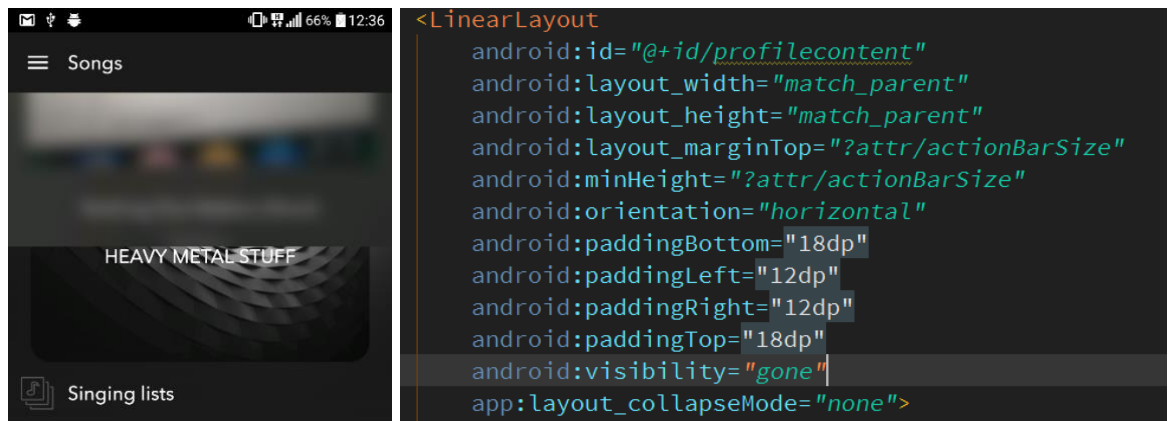 66% 12:36
Songs
HEAVY METAL STUFF
Singing lists
<LinearLayout
android:id="@+id/profilecontent"
android:layout_width="match_parent"
android:layout_height="match_parent"
android:layout_marginTop="?attr/actionBarSize"
android:minHeight="?attr/actionBarSize"
android:orientation="horizontal"
android:paddingBottom="18dp"
android:paddingLeft="12dp"
android:paddingRight="12dp"
android:paddingTop="18dp"
android:visibility="gone"
app:layout_collapseMode="none">